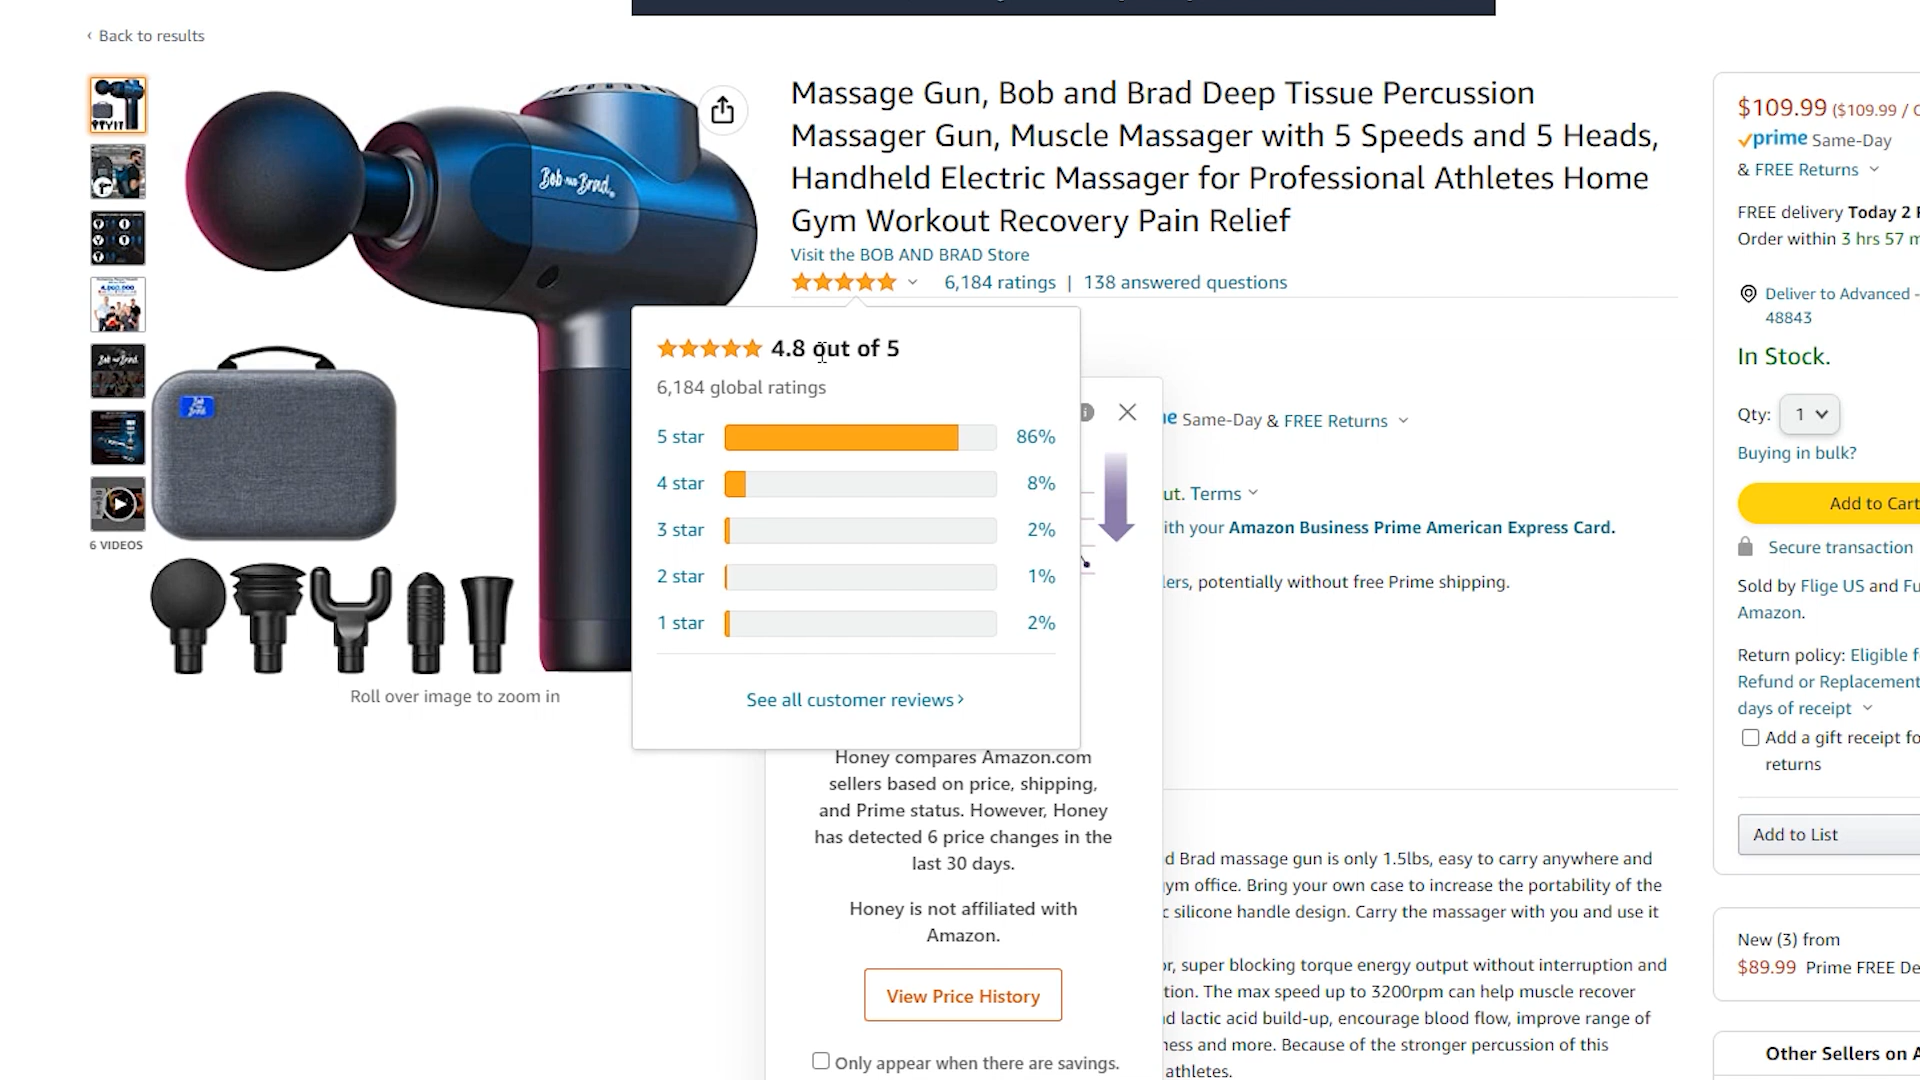 ‹ Back to results
Massage Gun, Bob and Brad Deep Tissue Percussion
Massager Gun, Muscle Massager with 5 Speeds and 5 Heads,
Handheld Electric Massager for Professional Athletes Home
Gym Workout Recovery Pain Relief
Visit the BOB AND BRAD Store
6,184 ratings | 138 answered questions
Bob and Brad
4.8 out of 5
6,184 global ratings
5 star 86%
4 star 8%
3 star 2%
2 star 1%
1 star 2%
See all customer reviews ›
6 VIDEOS
Roll over image to zoom in
Same-Day & FREE Returns
ut. Terms
ith your Amazon Business Prime American Express Card.
lers, potentially without free Prime shipping.
Honey compares Amazon.com
sellers based on price, shipping,
and Prime status. However, Honey
has detected 6 price changes in the
last 30 days.
Honey is not affiliated with
Amazon.
View Price History
Only appear when there are savings.
d Brad massage gun is only 1.5lbs, easy to carry anywhere and
ym office. Bring your own case to increase the portability of the
c silicone handle design. Carry the massager with you and use it
or, super blocking torque energy output without interruption and
tion. The max speed up to 3200rpm can help muscle recover
d lactic acid build-up, encourage blood flow, improve range of
ness and more. Because of the stronger percussion of this
athletes.
$109.99 ($109.99 /
prime Same-Day
& FREE Returns
FREE delivery Today 2
Order within 3 hrs 57 m
Deliver to Advanced -
48843
In Stock.
Qty: 1
Buying in bulk?
Add to Cart
Secure transaction
Sold by Flige US and Fu
Amazon.
Return policy: Eligible f
Refund or Replacement
days of receipt
Add a gift receipt fo
returns
Add to List
New (3) from
$89.99 Prime FREE De
Other Sellers on A